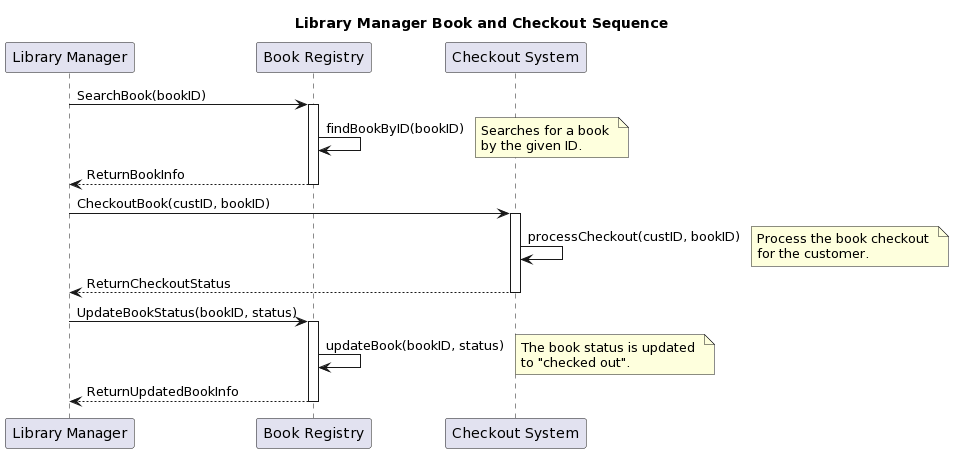 Library Manager Book and Checkout Sequence
Library Manager
Book Registry
Checkout System
SearchBook(bookID)
findBookByID(bookID)
Searches for a book
by the given ID.
ReturnBookInfo
CheckoutBook(custID, bookID)
processCheckout(custID, bookID)
Process the book checkout
for the customer.
ReturnCheckoutStatus
UpdateBookStatus(bookID, status)
updateBook(bookID, status)
The book status is updated
to "checked out".
ReturnUpdatedBookInfo
Library Manager
Book Registry
Checkout System